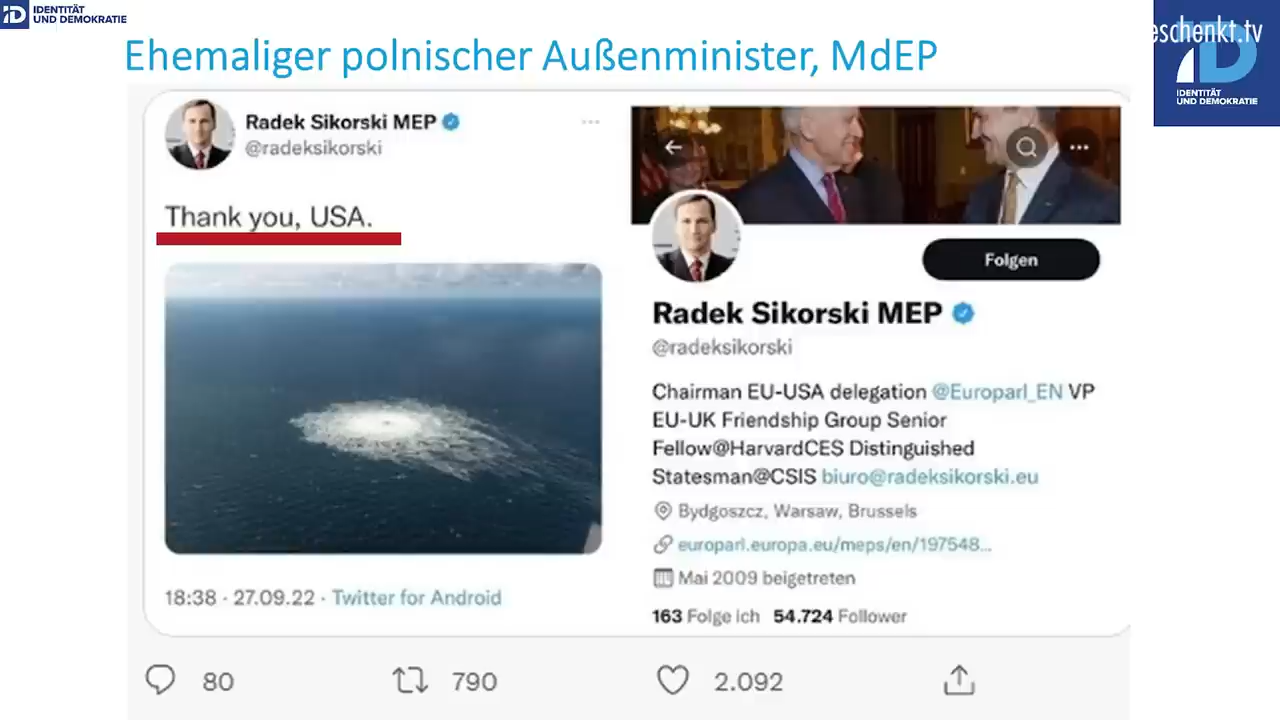 IDENTITÄT
UND DEMOKRATIE
Ehemaliger polnischer Außenminister, MdEP
eschenkt.tv
IDENTITÄT
UND DEMOKRATIE
Radek Sikorski MEP
@radeksikorski
Thank you, USA.
18:38 · 27.09.22 · Twitter for Android
Folgen
Radek Sikorski MEP
@radeksikorski
Chairman EU-USA delegation @Europarl_EN VP
EU-UK Friendship Group Senior
Fellow@HarvardCES Distinguished
Statesman@CSIS biuro@radeksikorski.eu
Bydgoszcz, Warsaw, Brussels
europarl.europa.eu/meps/en/197548...
Mai 2009 beigetreten
163 Folge ich 54.724 Follower
80 790 2.092